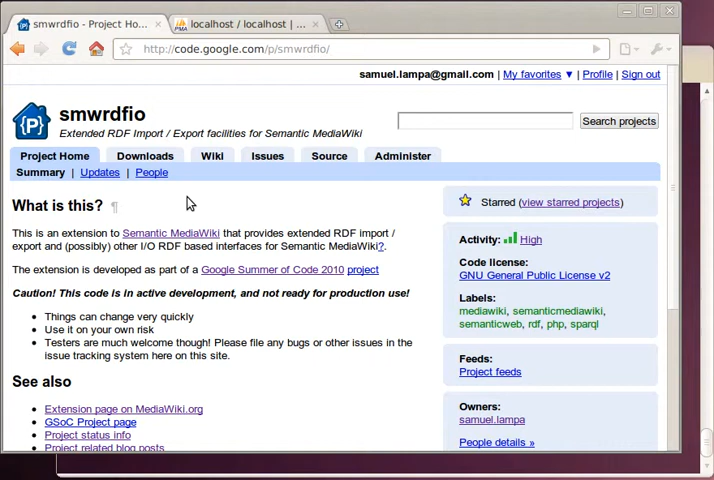 smwrdfio - Project Ho...
localhost / localhost | ...
http://code.google.com/p/smwrdfio/
samuel.lampa@gmail.com | My favorites ▼ | Profile | Sign out
{P}
smwrdfio
Extended RDF Import / Export facilities for Semantic MediaWiki
Search projects
Project Home Downloads Wiki Issues Source Administer
Summary | Updates | People
What is this? ¶
This is an extension to Semantic MediaWiki that provides extended RDF import /
export and (possibly) other I/O RDF based interfaces for Semantic MediaWiki?.
The extension is developed as part of a Google Summer of Code 2010 project
Caution! This code is in active development, and not ready for production use!
Things can change very quickly
Use it on your own risk
Testers are much welcome though! Please file any bugs or other issues in the
issue tracking system here on this site.
See also
Extension page on MediaWiki.org
GSoC Project page
Project status info
Project related blog posts
Starred (view starred projects)
Activity: High
Code license:
GNU General Public License v2
Labels:
mediawiki, semanticmediawiki,
semanticweb, rdf, php, sparql
Feeds:
Project feeds
Owners:
samuel.lampa
People details »